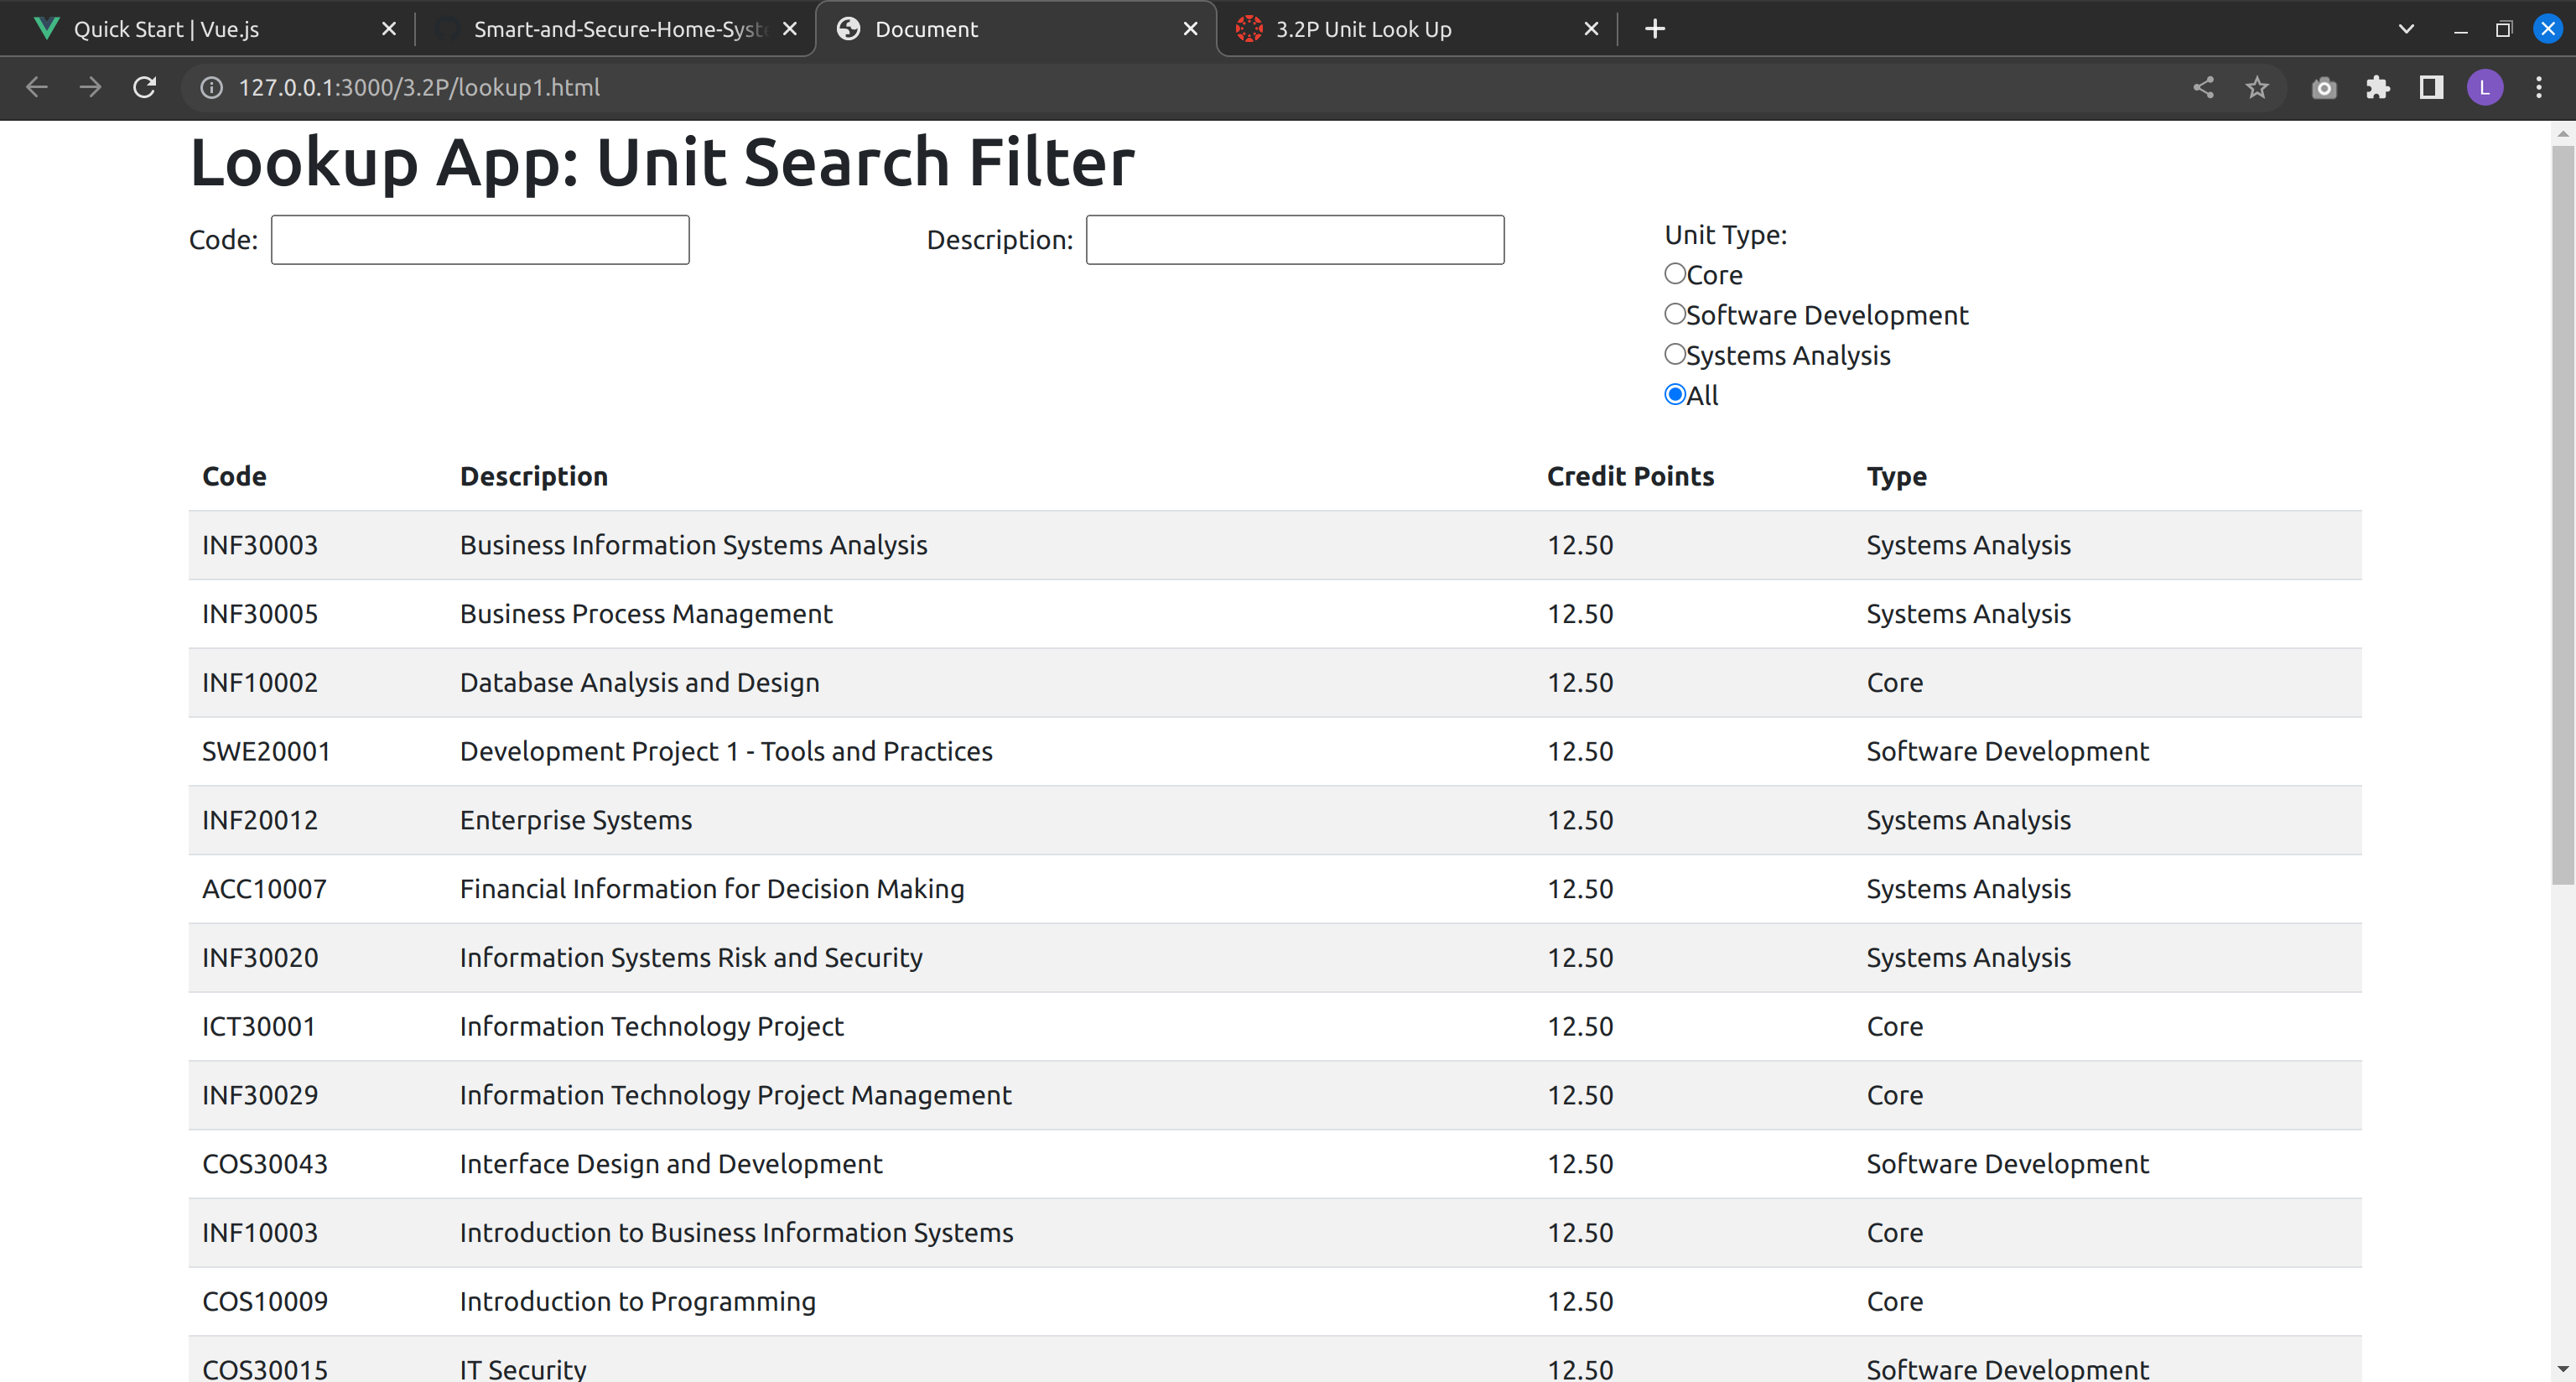 Quick Start | Vue.js
Smart-and-Secure-Home-Syst
Document
3.2P Unit Look Up
127.0.0.1:3000/3.2P/lookup1.html
L
Lookup App: Unit Search Filter
Code:
Description:
Unit Type:
Core
Software Development
Systems Analysis
All
Code Description Credit Points Type
INF30003 Business Information Systems Analysis 12.50 Systems Analysis
INF30005 Business Process Management 12.50 Systems Analysis
INF10002 Database Analysis and Design 12.50 Core
SWE20001 Development Project 1 - Tools and Practices 12.50 Software Development
INF20012 Enterprise Systems 12.50 Systems Analysis
ACC10007 Financial Information for Decision Making 12.50 Systems Analysis
INF30020 Information Systems Risk and Security 12.50 Systems Analysis
ICT30001 Information Technology Project 12.50 Core
INF30029 Information Technology Project Management 12.50 Core
COS30043 Interface Design and Development 12.50 Software Development
INF10003 Introduction to Business Information Systems 12.50 Core
COS10009 Introduction to Programming 12.50 Core
COS30015 IT Security 12.50 Software Development